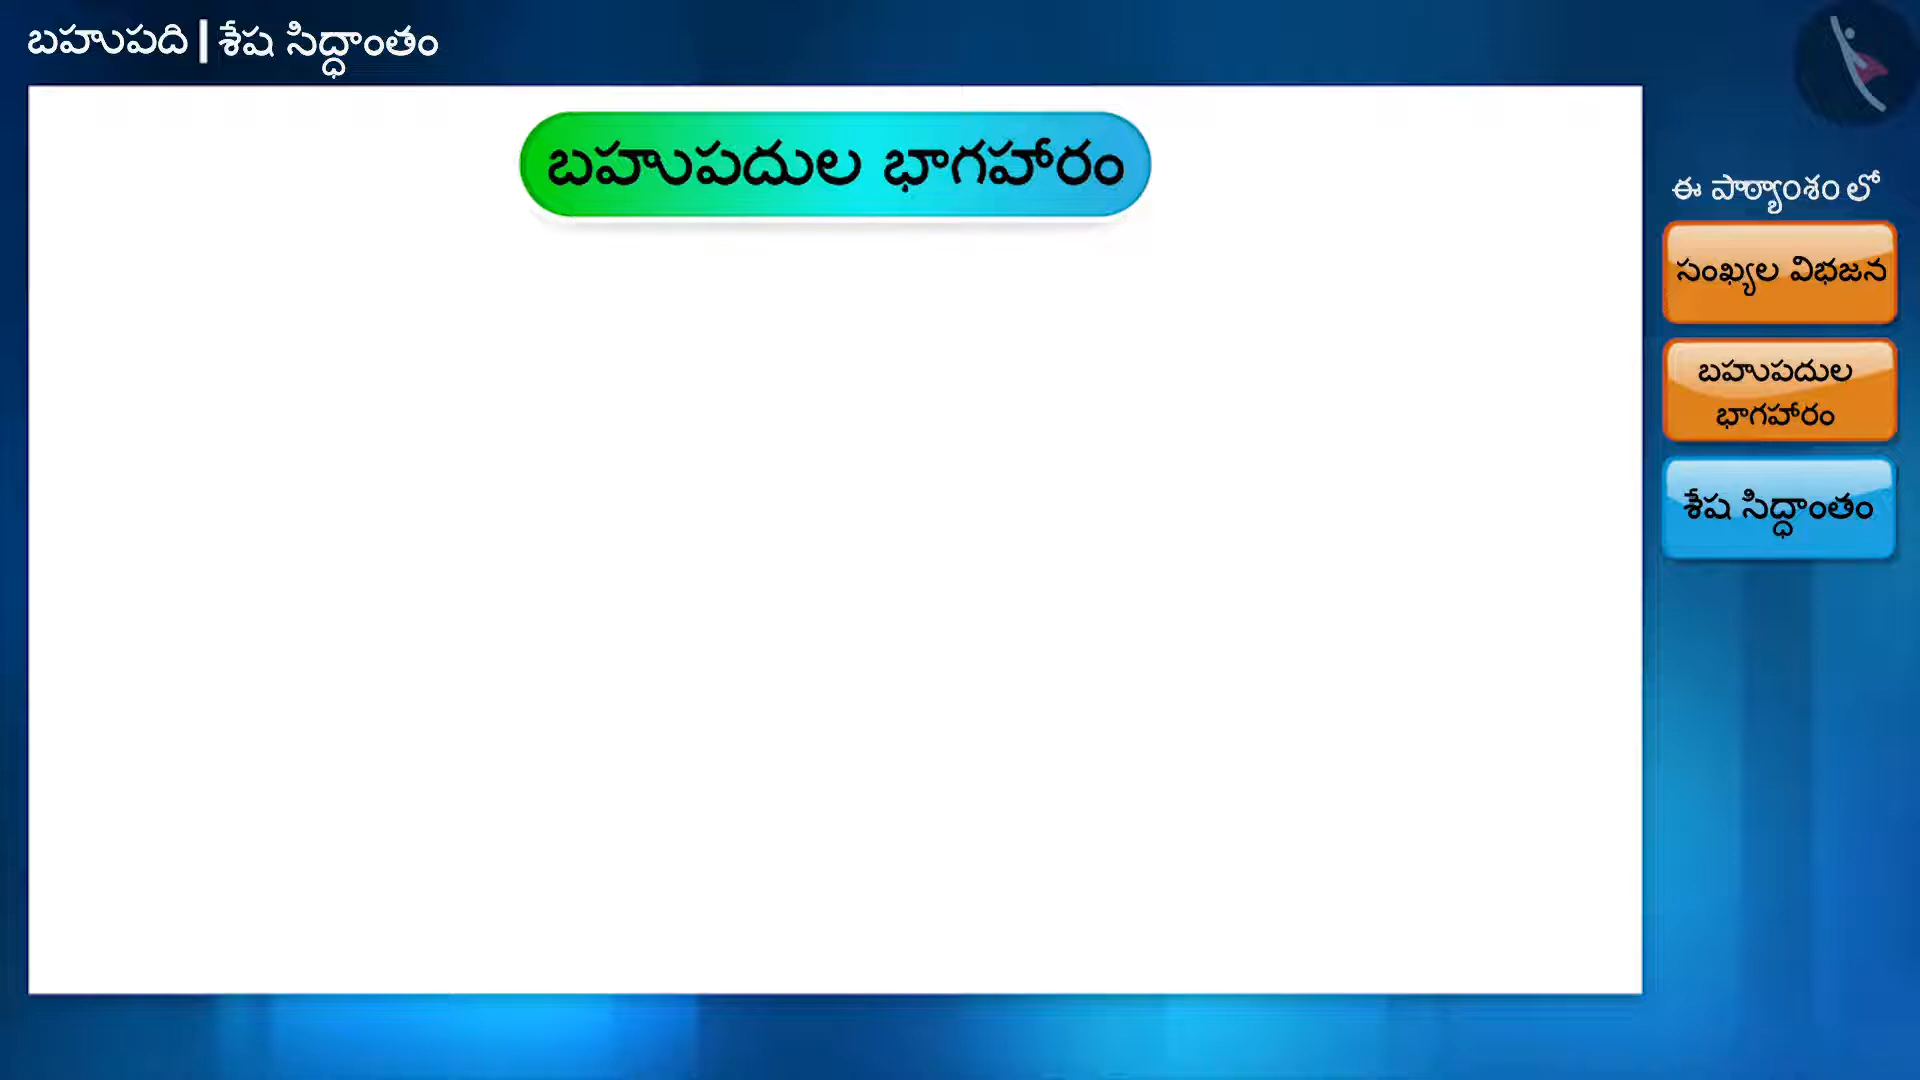 బహుపది | శేష సిద్ధాంతం
బహుపదుల భాగహారం
ఈ పాఠ్యాంశం లో
సంఖ్యల విభజన
బహుపదుల
భాగహారం
శేష సిద్ధాంతం